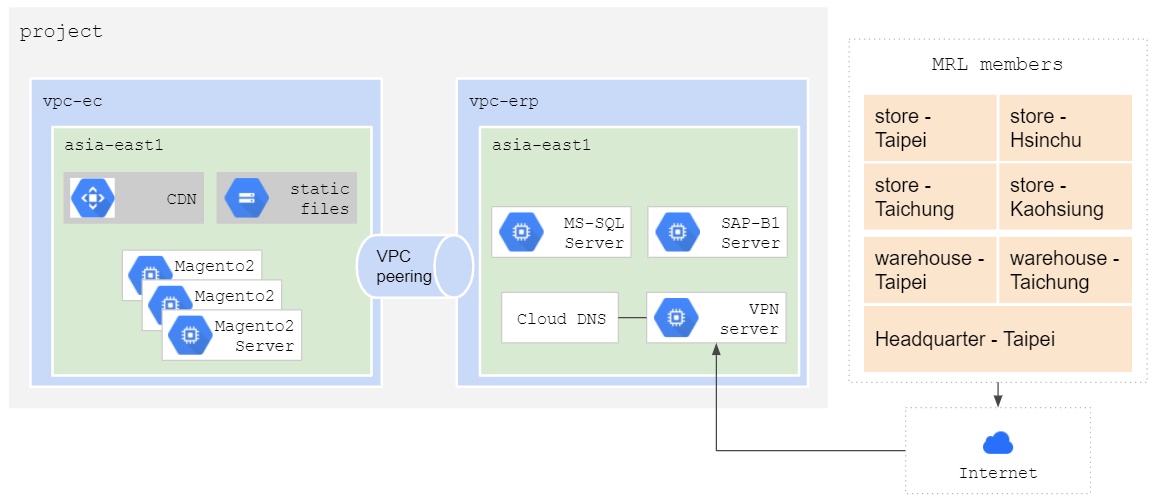 project
vpc-ec
asia-east1
CDN
static
files
Magento2
Magento2
Magento2
Server
VPC
peering
vpc-erp
asia-east1
MS-SQL
Server
SAP-B1
Server
Cloud DNS
VPN
server
MRL members
store -
Taipei
store -
Hsinchu
store -
Taichung
store -
Kaohsiung
warehouse -
Taipei
warehouse -
Taichung
Headquarter - Taipei
Internet